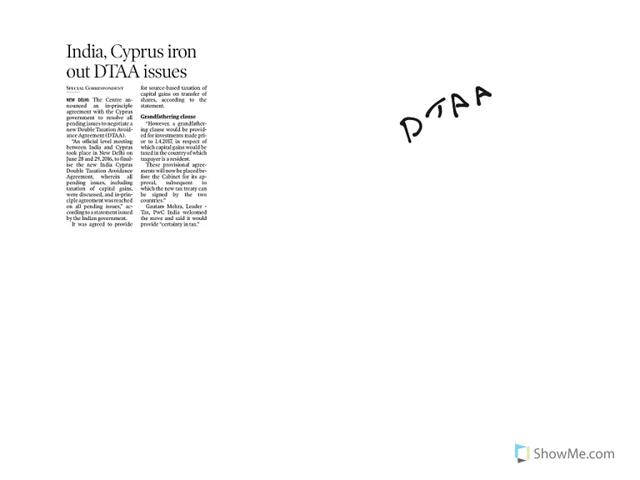 India, Cyprus iron
out DTAA issues
SPECIAL CORRESPONDENT
NEW DELHI: The Centre an-
nounced an in-principle
agreement with the Cyprus
government to resolve all
pending issues to negotiate a
new Double Taxation Avoid-
ance Agreement (DTAA).
"An official level meeting
between India and Cyprus
took place in New Delhi on
June 28 and 29, 2016, to final-
ise the new India Cyprus
Double Taxation Avoidance
Agreement, wherein all
pending issues, including
taxation of capital gains,
were discussed, and in-prin-
ciple agreement was reached
on all pending issues," ac-
cording to a statement issued
by the Indian government.
It was agreed to provide
for source-based taxation of
capital gains on transfer of
shares, according to the
statement.
Grandfathering clause
"However, a grandfather-
ing clause would be provid-
ed for investments made pri-
or to 1.4.2017, in respect of
which capital gains would be
taxed in the country of which
taxpayer is a resident.
These provisional agree-
ments will now be placed be-
fore the Cabinet for its ap-
proval, subsequent to
which the new tax treaty can
be signed by the two
countries."
Gautam Mehra, Leader -
Tax, PwC India welcomed
the move and said it would
provide "certainty in tax."
DTAA
ShowMe.com